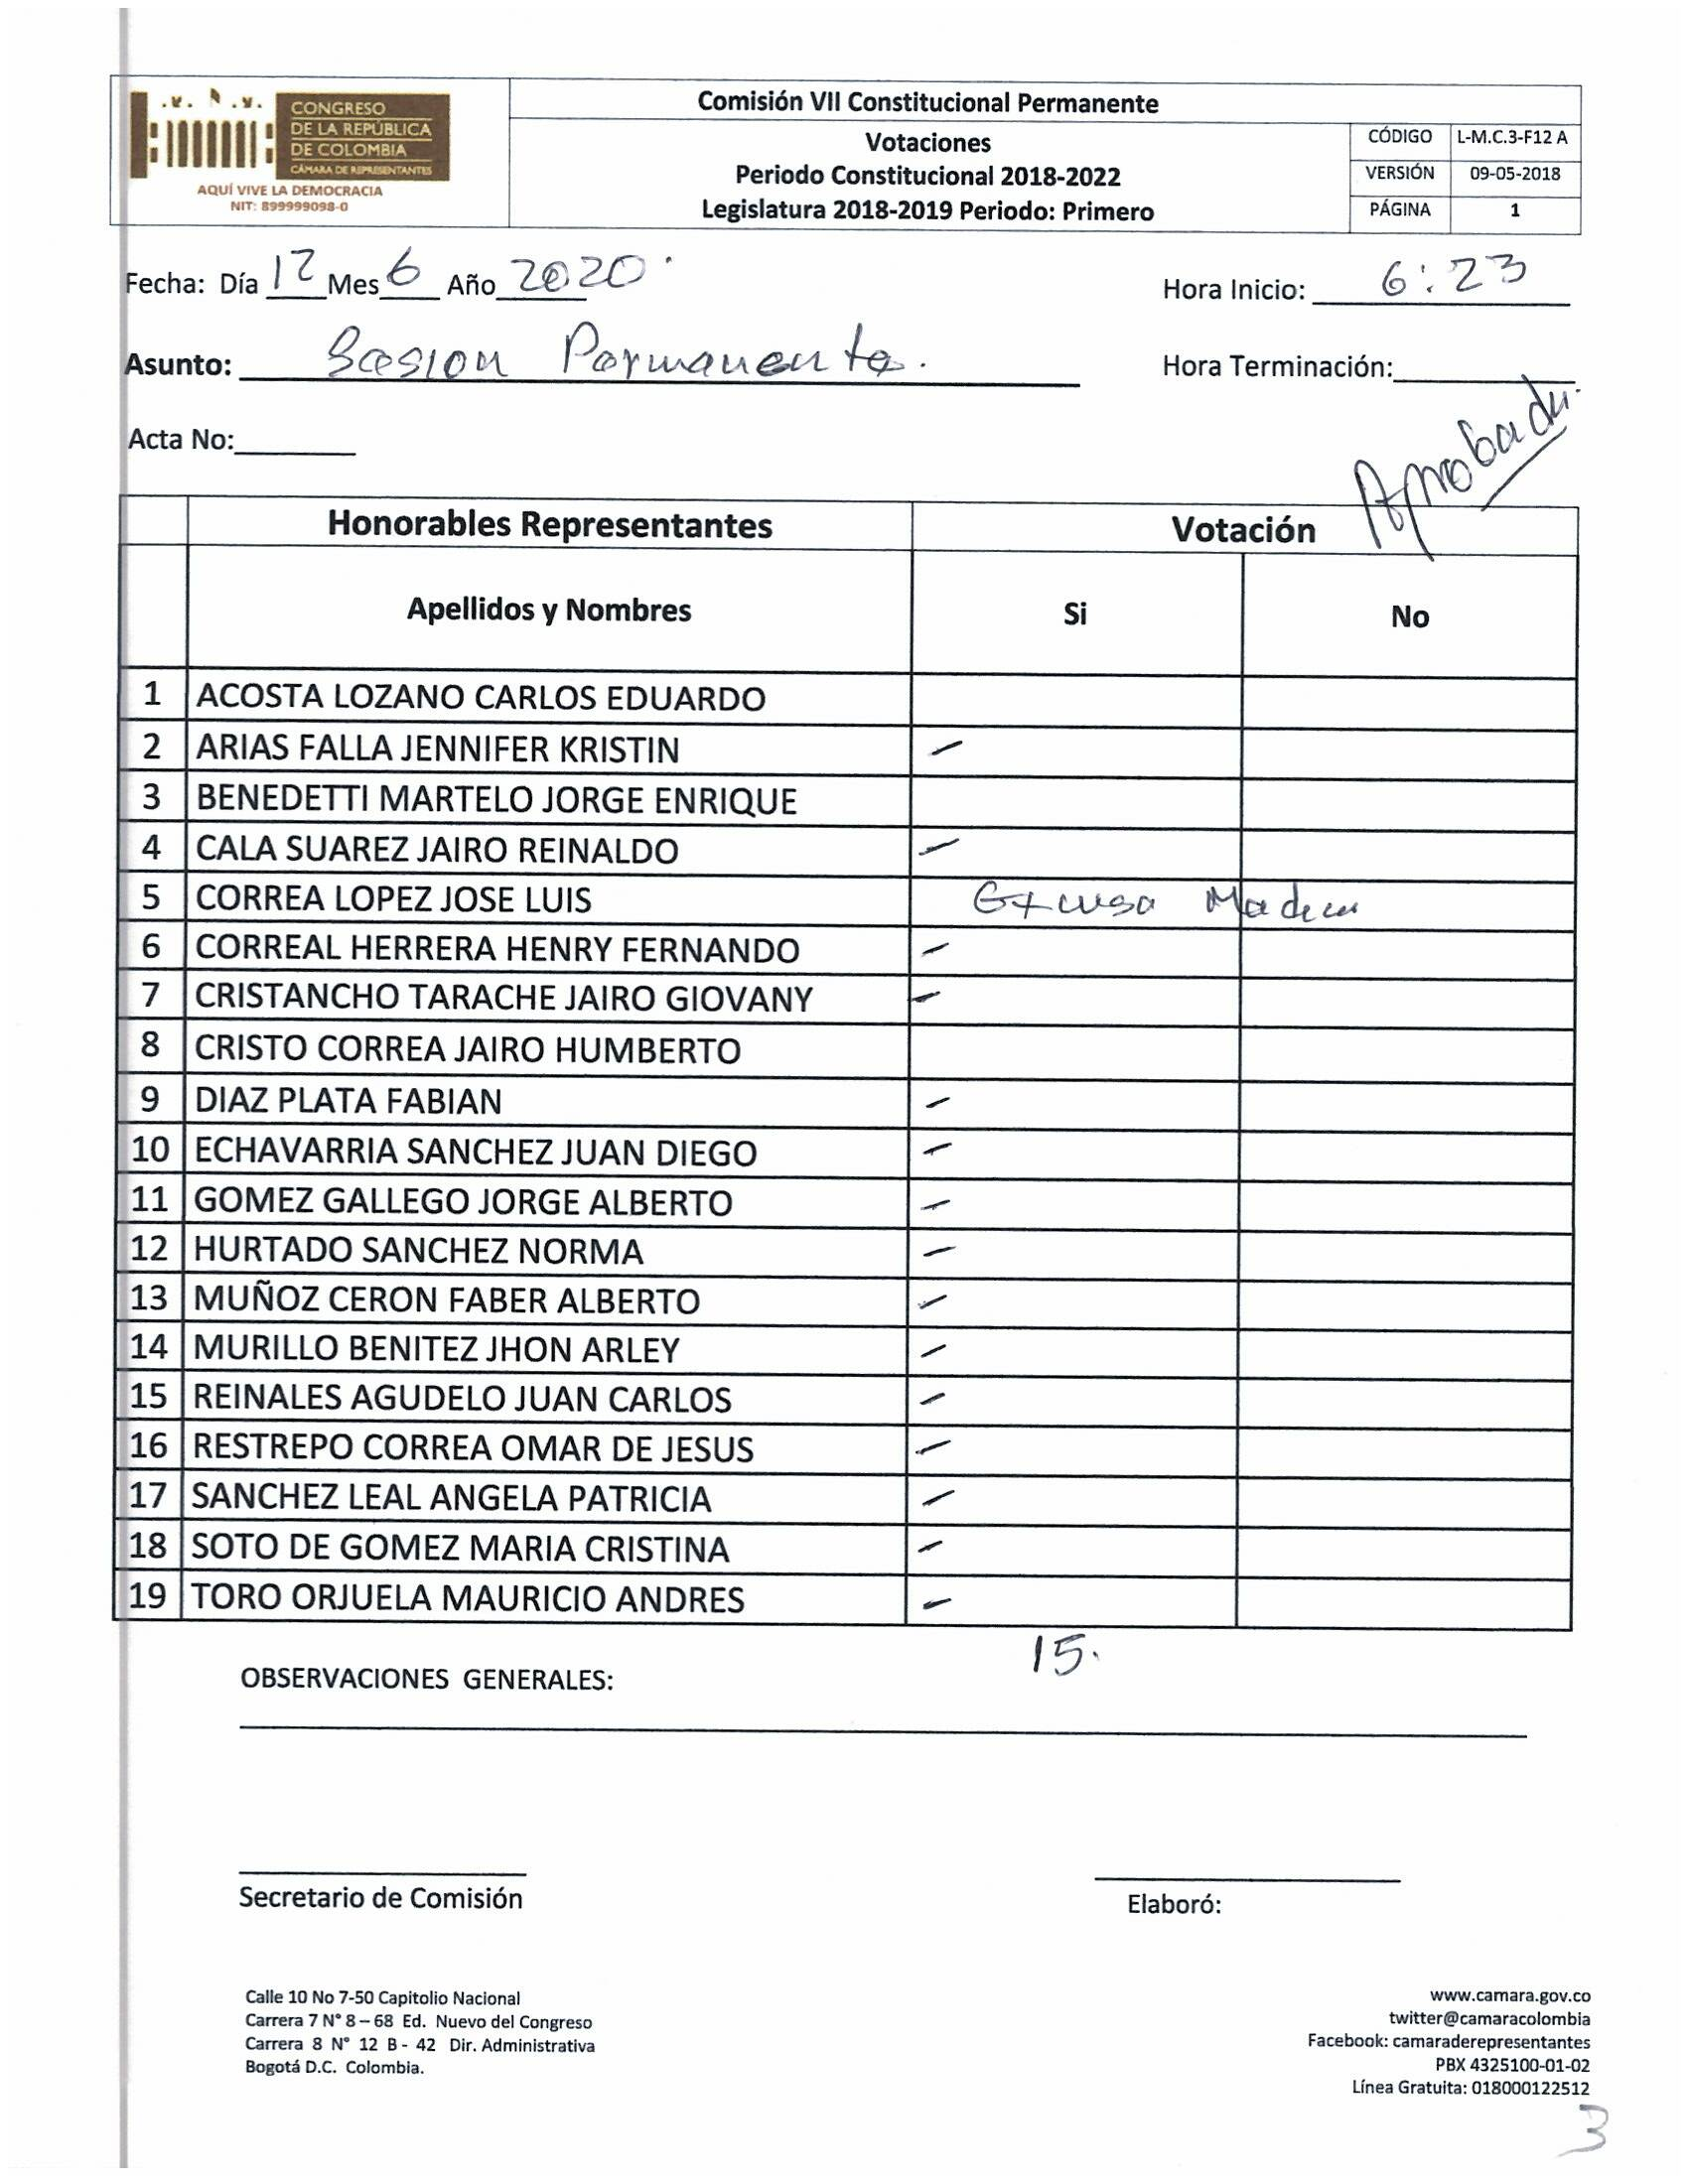 CONGRESO
DE LA REPÚBLICA
DE COLOMBIA
CÁMARA DE REPRESENTANTES
AQUÍ VIVE LA DEMOCRACIA
NIT: 899999098-0
Comisión VII Constitucional Permanente
Votaciones
Periodo Constitucional 2018-2022
Legislatura 2018-2019 Periodo: Primero
CÓDIGO L-M.C.3-F12 A
VERSIÓN 09-05-2018
PÁGINA 1
Fecha: Día 12 Mes 6 Año 2020. Hora Inicio: 6:23
Asunto: Sesion Permanente. Hora Terminación:
Acta No:
Aprobada.
Honorables Representantes Votación
Apellidos y Nombres Si No
1 ACOSTA LOZANO CARLOS EDUARDO
2 ARIAS FALLA JENNIFER KRISTIN
3 BENEDETTI MARTELO JORGE ENRIQUE
4 CALA SUAREZ JAIRO REINALDO
5 CORREA LOPEZ JOSE LUIS Excusa
6 CORREAL HERRERA HENRY FERNANDO
7 CRISTANCHO TARACHE JAIRO GIOVANY
8 CRISTO CORREA JAIRO HUMBERTO
9 DIAZ PLATA FABIAN
10 ECHAVARRIA SANCHEZ JUAN DIEGO
11 GOMEZ GALLEGO JORGE ALBERTO
12 HURTADO SANCHEZ NORMA
13 MUÑOZ CERON FABER ALBERTO
14 MURILLO BENITEZ JHON ARLEY
15 REINALES AGUDELO JUAN CARLOS
16 RESTREPO CORREA OMAR DE JESUS
17 SANCHEZ LEAL ANGELA PATRICIA
18 SOTO DE GOMEZ MARIA CRISTINA
19 TORO ORJUELA MAURICIO ANDRES
15.
OBSERVACIONES GENERALES:
Secretario de Comisión
Elaboró:
Calle 10 No 7-50 Capitolio Nacional
Carrera 7 N° 8 – 68 Ed. Nuevo del Congreso
Carrera 8 N° 12 B - 42 Dir. Administrativa
Bogotá D.C. Colombia.
www.camara.gov.co
twitter@camaracolombia
Facebook: camaraderepresentantes
PBX 4325100-01-02
Línea Gratuita: 018000122512
3